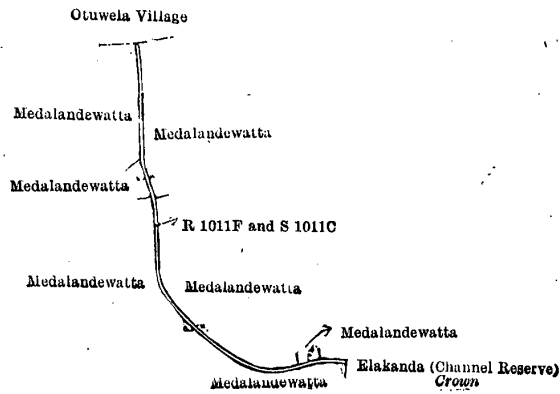 Otuwela Village
Medalandewatta
Medalandewatta
Medalandewatta
R 1011F and S 1011C
Medalandewatta
Medalandewatta
Medalandewatta
Elakanda (Channel Reserve)
Crown
Medalandewatta